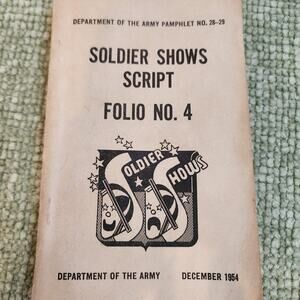 DEPARTMENT OF THE ARMY PAMPHLET NO. 28-29
SOLDIER SHOWS
SCRIPT
FOLIO NO. 4
SOLDIER
SHOWS
DEPARTMENT OF THE ARMY DECEMBER 1954